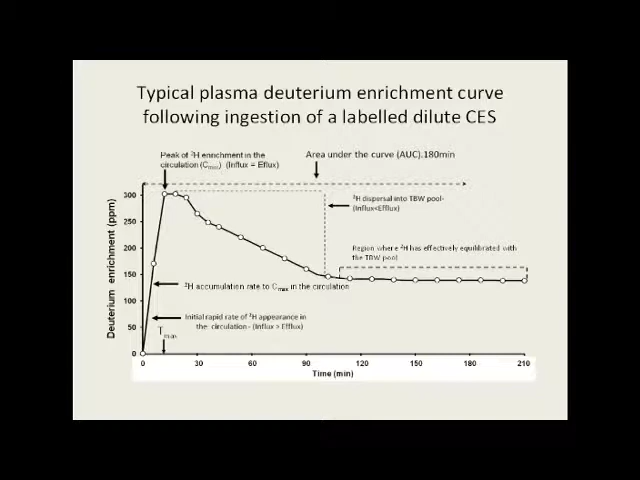 Typical plasma deuterium enrichment curve
following ingestion of a labelled dilute CES
Peak of ²H enrichment in the
circulation (Cmax) (Influx = Efflux)
Area under the curve (AUC).180min
²H dispersal into TBW pool-
(Influx<Efflux)
Region where ²H has effectively equilibrated with
the TBW pool
²H accumulation rate to Cmax in the circulation
Initial rapid rate of ²H appearance in
the circulation- (Influx > Efflux)
Tmax
Deuterium enrichment (ppm)
300
250
200
150
100
50
0
0 30 60 90 120 150 180 210
Time (min)